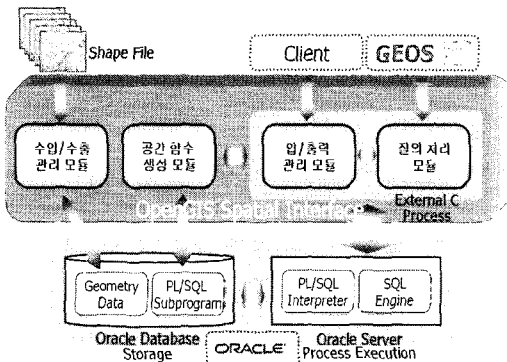 Shape File
Client
GEOS
수입/수출
관리 모듈
공간 함수
생성 모듈
입/출력
관리 모듈
질의 처리
모듈
External C
Process
OpenGIS Spatial Interface
Geometry
Data
PL/SQL
Subprogram
PL/SQL
Interpreter
SQL
Engine
Oracle Database
Storage
ORACLE
Oracle Server
Process Execution